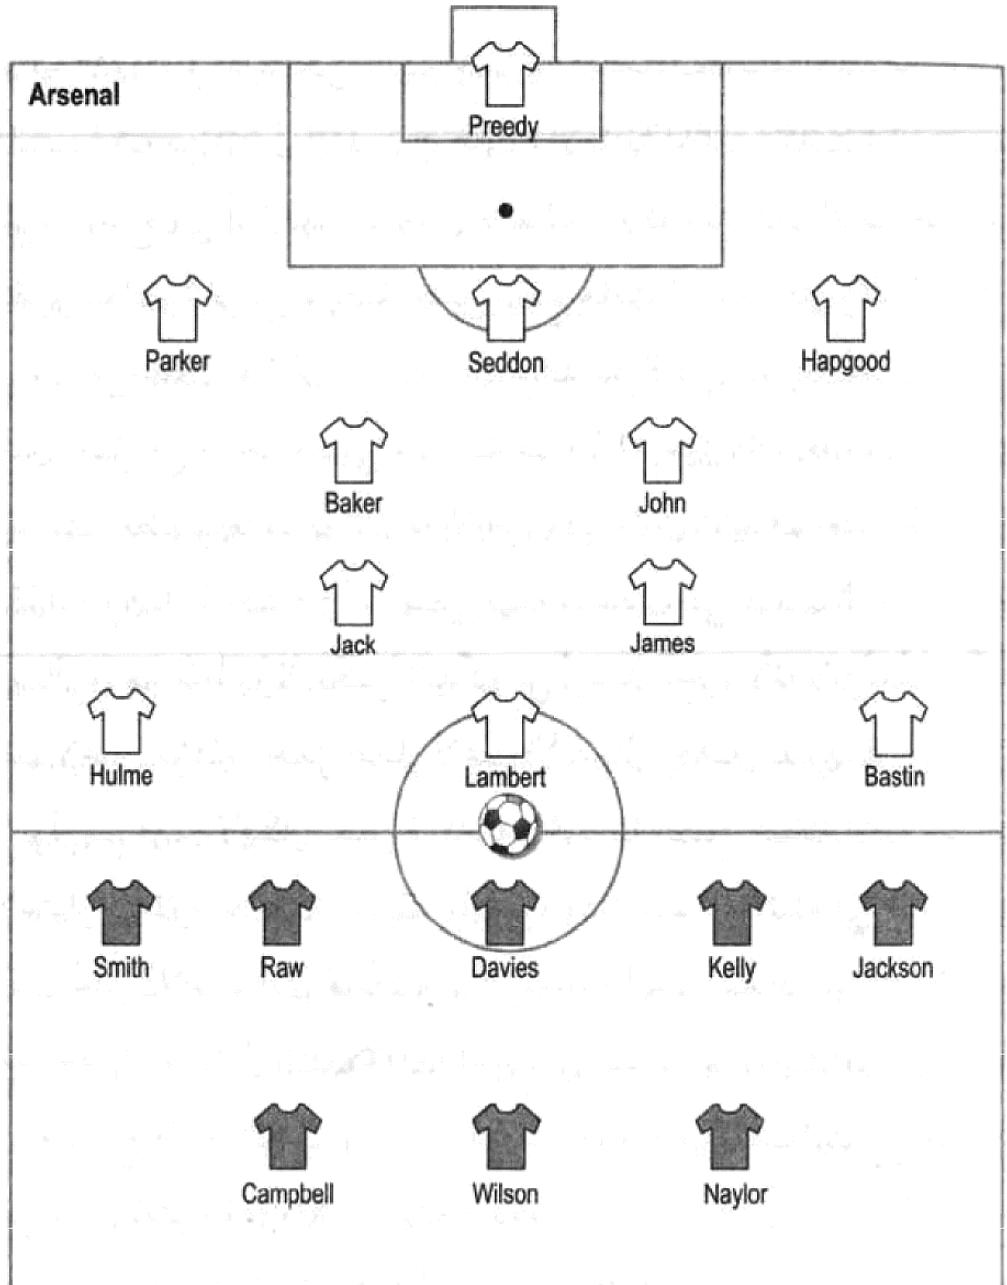 Arsenal
Preedy
Parker Seddon Hapgood
Baker John
Jack James
Hulme Lambert Bastin
Smith Raw Davies Kelly Jackson
Campbell Wilson Naylor